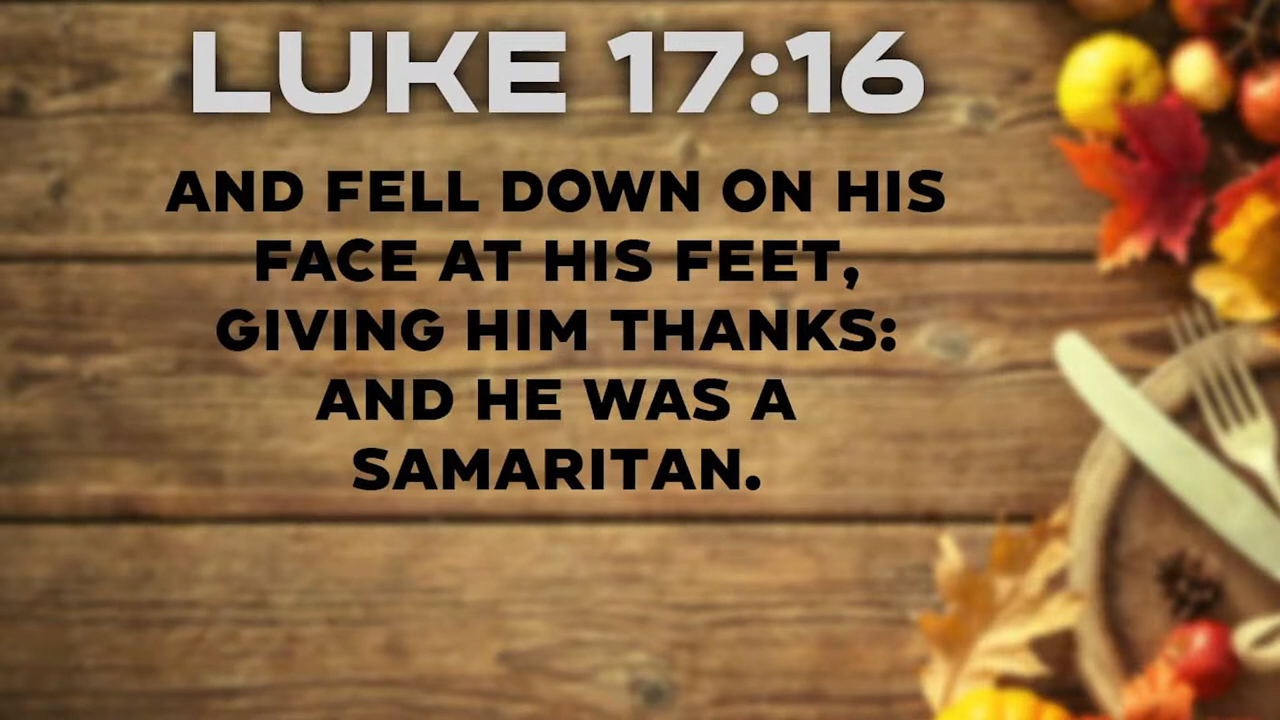 LUKE 17:16
AND FELL DOWN ON HIS
FACE AT HIS FEET,
GIVING HIM THANKS:
AND HE WAS A
SAMARITAN.